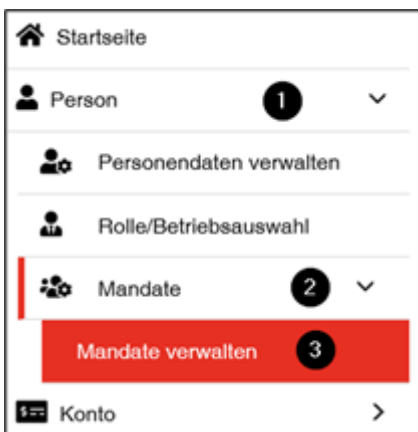 Startseite
Person 1
Personendaten verwalten
Rolle/Betriebsauswahl
Mandate 2
Mandate verwalten 3
Konto